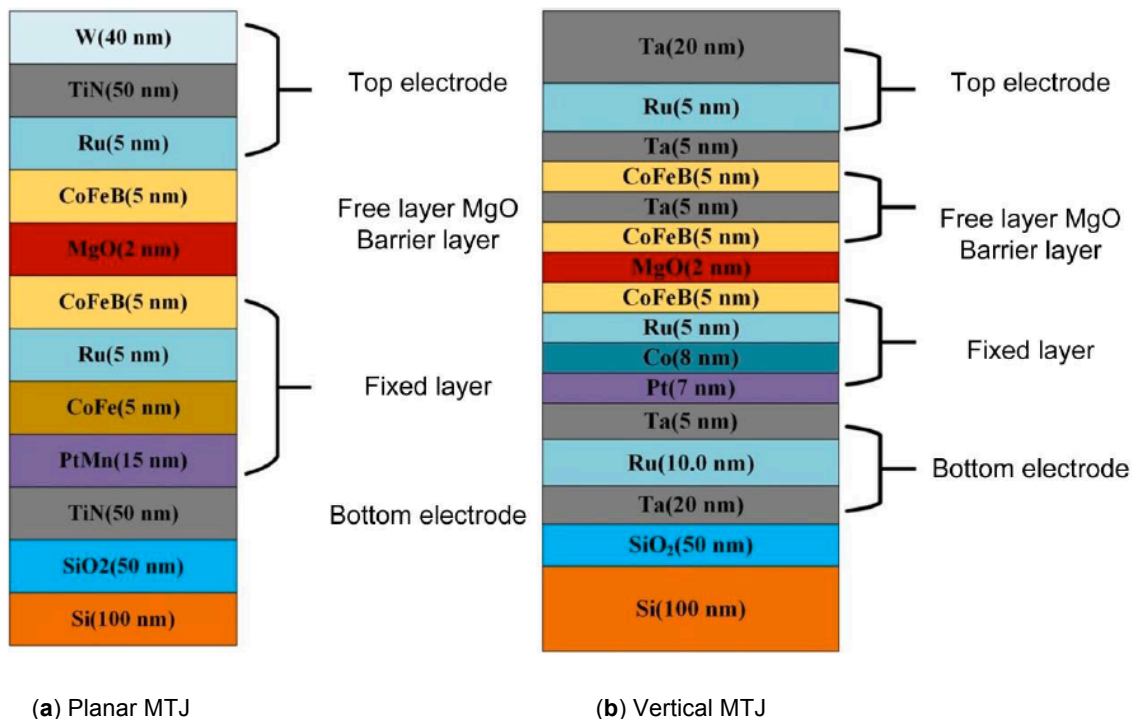 W(40 nm)
TiN(50 nm)
Ru(5 nm)
CoFeB(5 nm)
MgO(2 nm)
CoFeB(5 nm)
Ru(5 nm)
CoFe(5 nm)
PtMn(15 nm)
TiN(50 nm)
SiO2(50 nm)
Si(100 nm)
Top electrode
Free layer MgO
Barrier layer
Fixed layer
Bottom electrode
(a) Planar MTJ
Ta(20 nm)
Ru(5 nm)
Ta(5 nm)
CoFeB(5 nm)
Ta(5 nm)
CoFeB(5 nm)
MgO(2 nm)
CoFeB(5 nm)
Ru(5 nm)
Co(8 nm)
Pt(7 nm)
Ta(5 nm)
Ru(10.0 nm)
Ta(20 nm)
SiO₂(50 nm)
Si(100 nm)
Top electrode
Free layer MgO
Barrier layer
Fixed layer
Bottom electrode
(b) Vertical MTJ